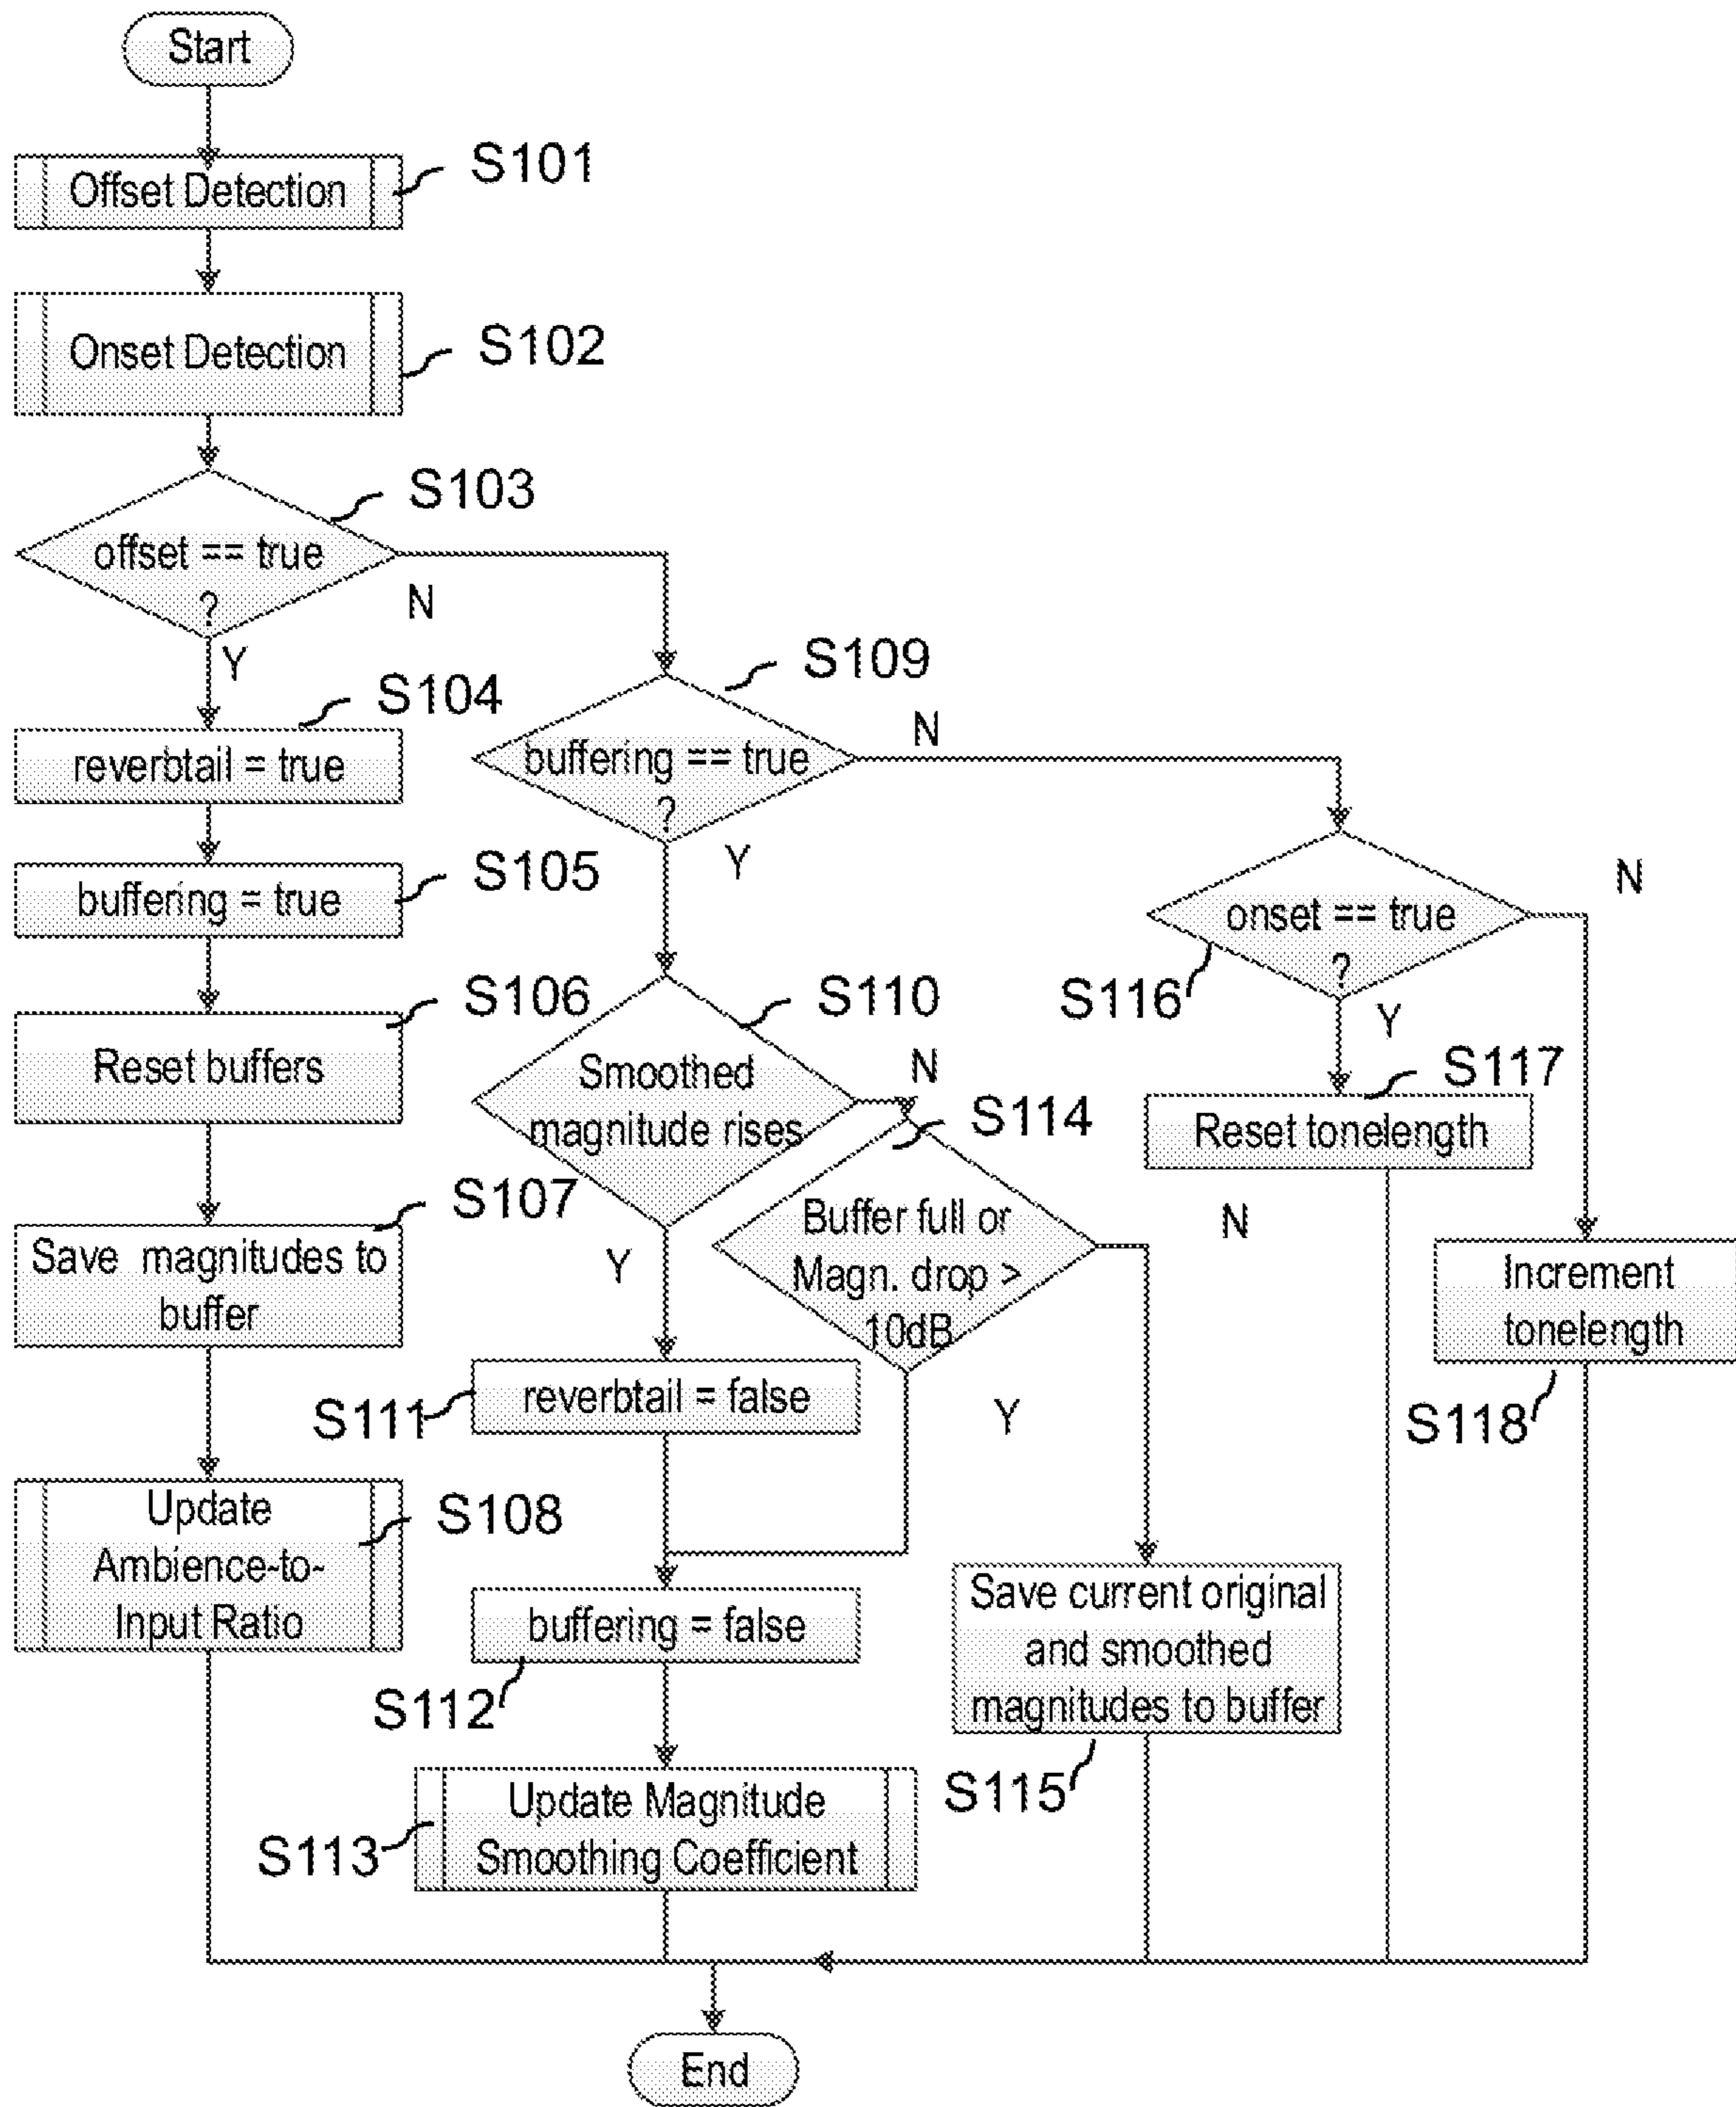 Start
Offset Detection
S101
Onset Detection
S102
offset == true
?
S103
N
Y
reverbtail = true
S104
buffering = true
S105
Reset buffers
S106
Save magnitudes to
buffer
S107
Update
Ambience-to-
Input Ratio
S108
buffering == true
?
S109
N
Y
Smoothed
magnitude rises
S110
N
Y
reverbtail = false
S111
buffering = false
S112
Update Magnitude
Smoothing Coefficient
S113
Buffer full or
Magn. drop >
10dB
S114
N
Y
Save current original
and smoothed
magnitudes to buffer
S115
onset == true
?
S116
N
Y
Reset tonelength
S117
Increment
tonelength
S118
End